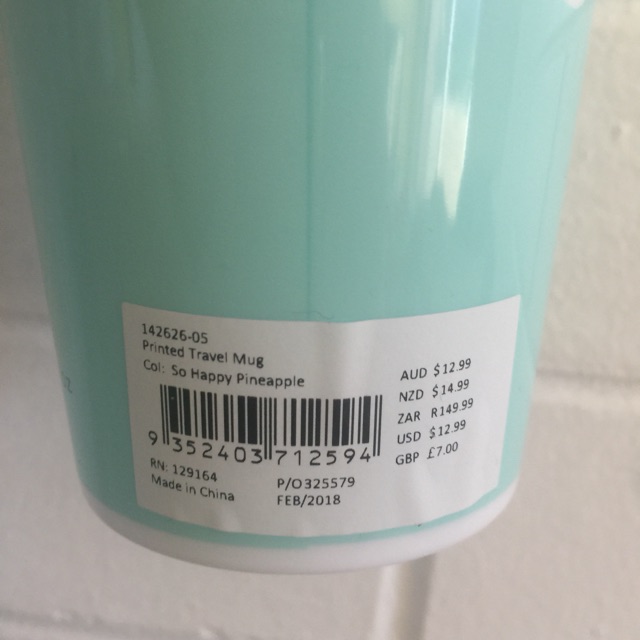 142626-05
Printed Travel Mug
Col: So Happy Pineapple
9 352403 712594
RN: 129164
Made in China
P/O325579
FEB/2018
AUD $12.99
NZD $14.99
ZAR R149.99
USD $12.99
GBP £7.00